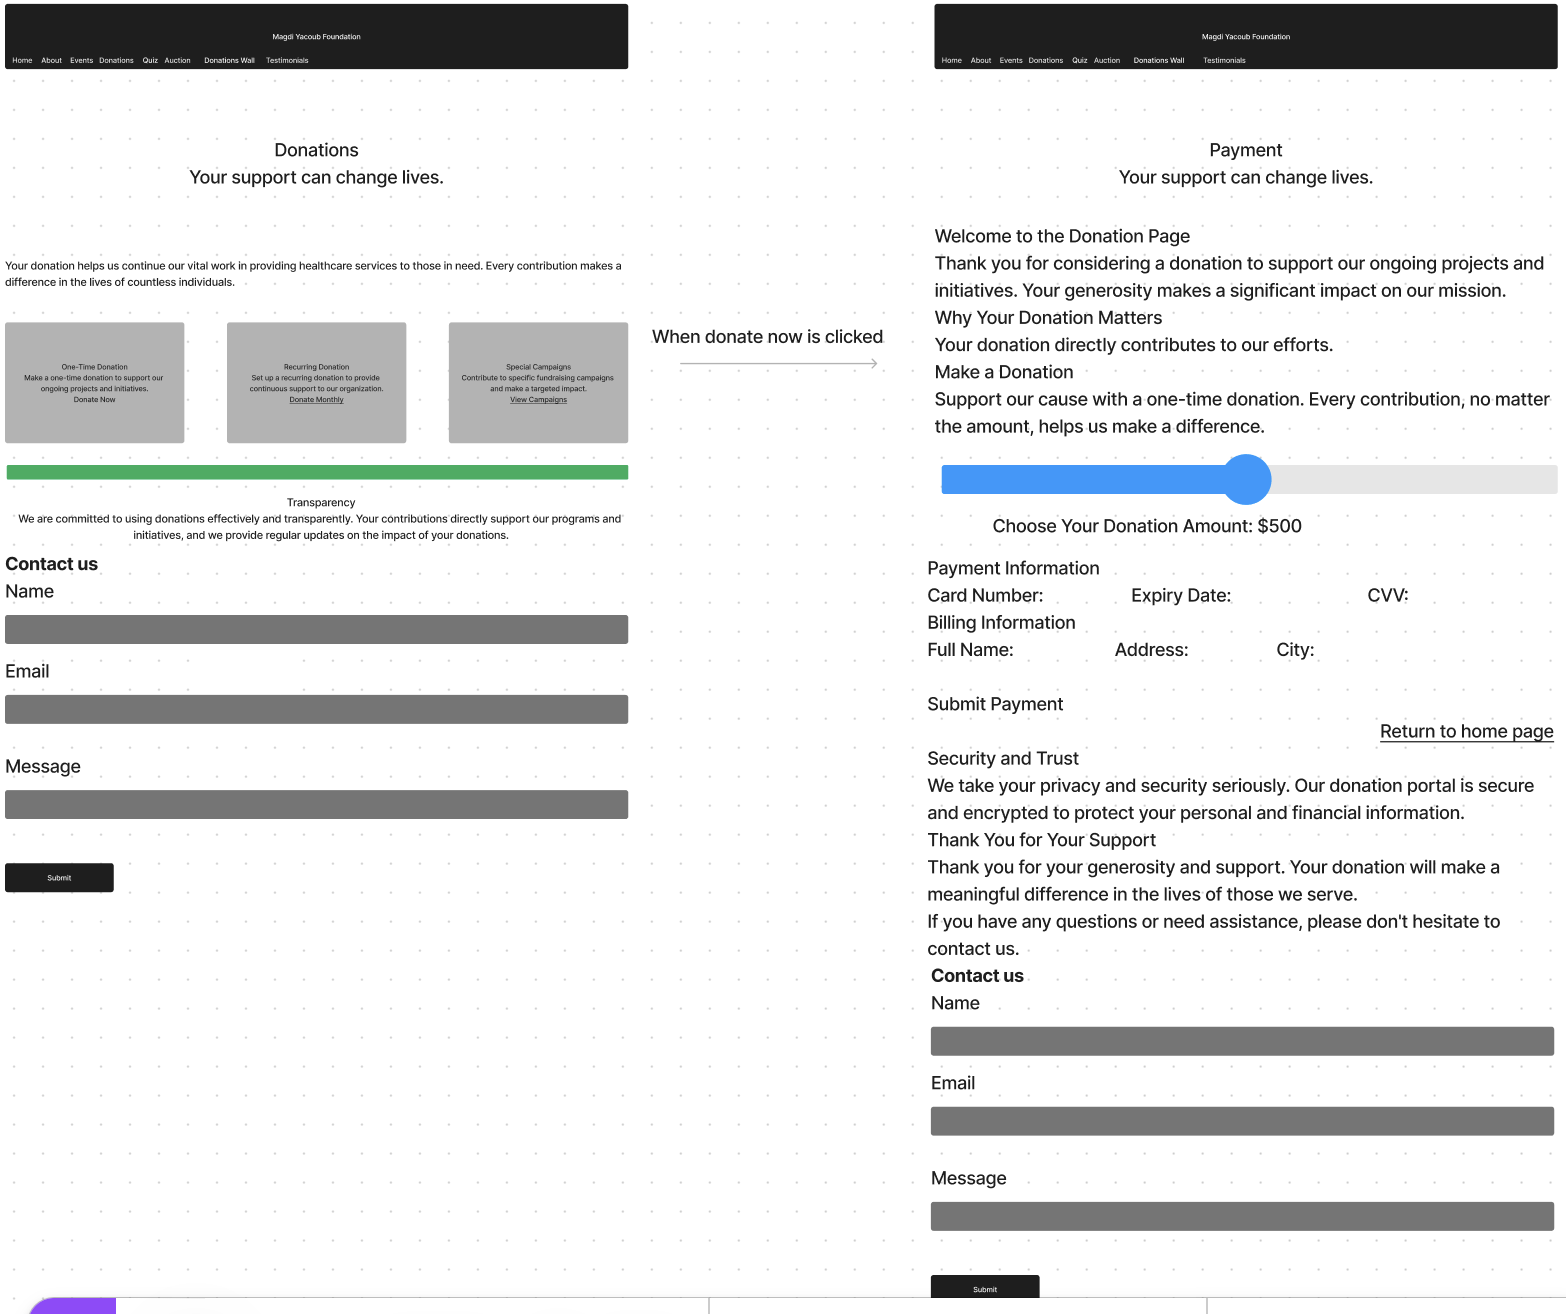 Magdi Yacoub Foundation
Home About Events Donations Quiz Auction Donations Wall Testimonials
Donations
Your support can change lives.
Your donation helps us continue our vital work in providing healthcare services to those in need. Every contribution makes a
difference in the lives of countless individuals.
One-Time Donation
Make a one-time donation to support our
ongoing projects and initiatives.
Donate Now
Recurring Donation
Set up a recurring donation to provide
continuous support to our organization.
Donate Monthly
Special Campaigns
Contribute to specific fundraising campaigns
and make a targeted impact.
View Campaigns
Transparency
We are committed to using donations effectively and transparently. Your contributions directly support our programs and
initiatives, and we provide regular updates on the impact of your donations.
Contact us
Name
Email
Message
Submit
When donate now is clicked
Magdi Yacoub Foundation
Home About Events Donations Quiz Auction Donations Wall Testimonials
Payment
Your support can change lives.
Welcome to the Donation Page
Thank you for considering a donation to support our ongoing projects and
initiatives. Your generosity makes a significant impact on our mission.
Why Your Donation Matters
Your donation directly contributes to our efforts.
Make a Donation
Support our cause with a one-time donation. Every contribution, no matter
the amount, helps us make a difference.
Choose Your Donation Amount: $500
Payment Information
Card Number: Expiry Date: CVV:
Billing Information
Full Name: Address: City:
Submit Payment
Return to home page
Security and Trust
We take your privacy and security seriously. Our donation portal is secure
and encrypted to protect your personal and financial information.
Thank You for Your Support
Thank you for your generosity and support. Your donation will make a
meaningful difference in the lives of those we serve.
If you have any questions or need assistance, please don't hesitate to
contact us.
Contact us
Name
Email
Message
Submit